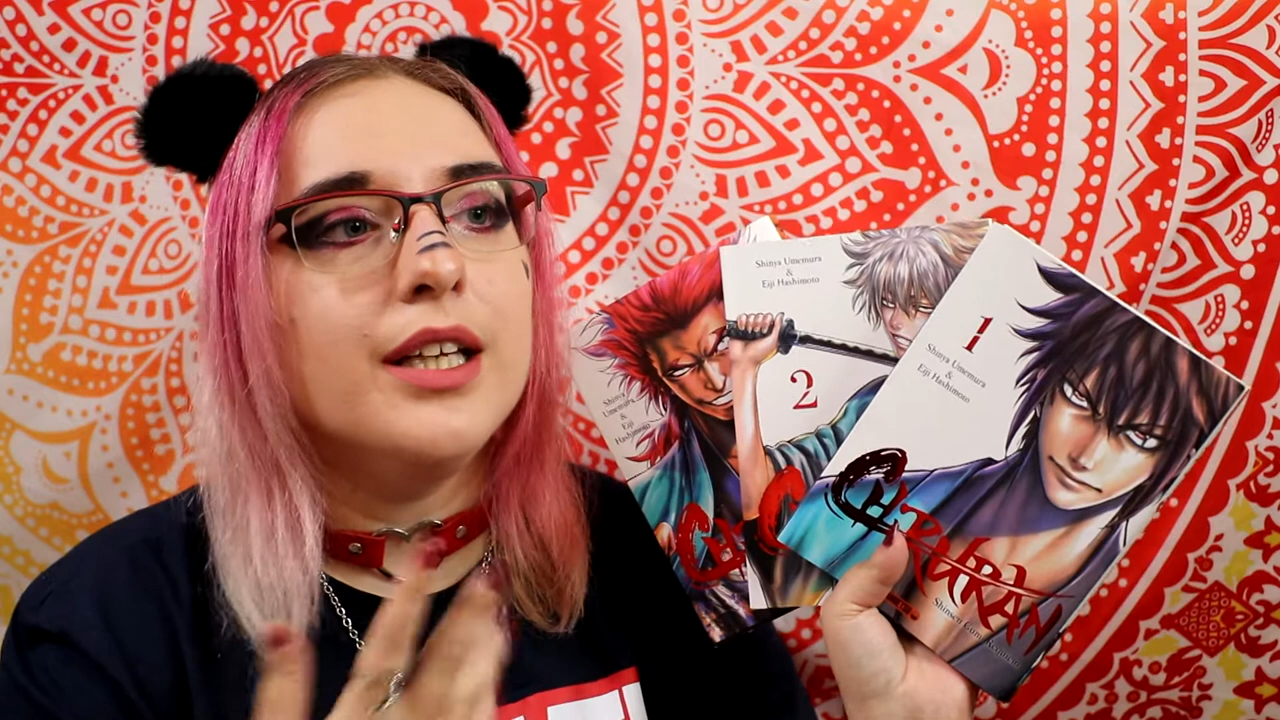 Shinya
Umemura
&
Eiji
Hashimoto
Shinya Umemura
&
Eiji Hashimoto
2
C
1
Shinya Umemura
&
Eiji Hashimoto
CHIRURAN
Shinsen Gumi Requiem